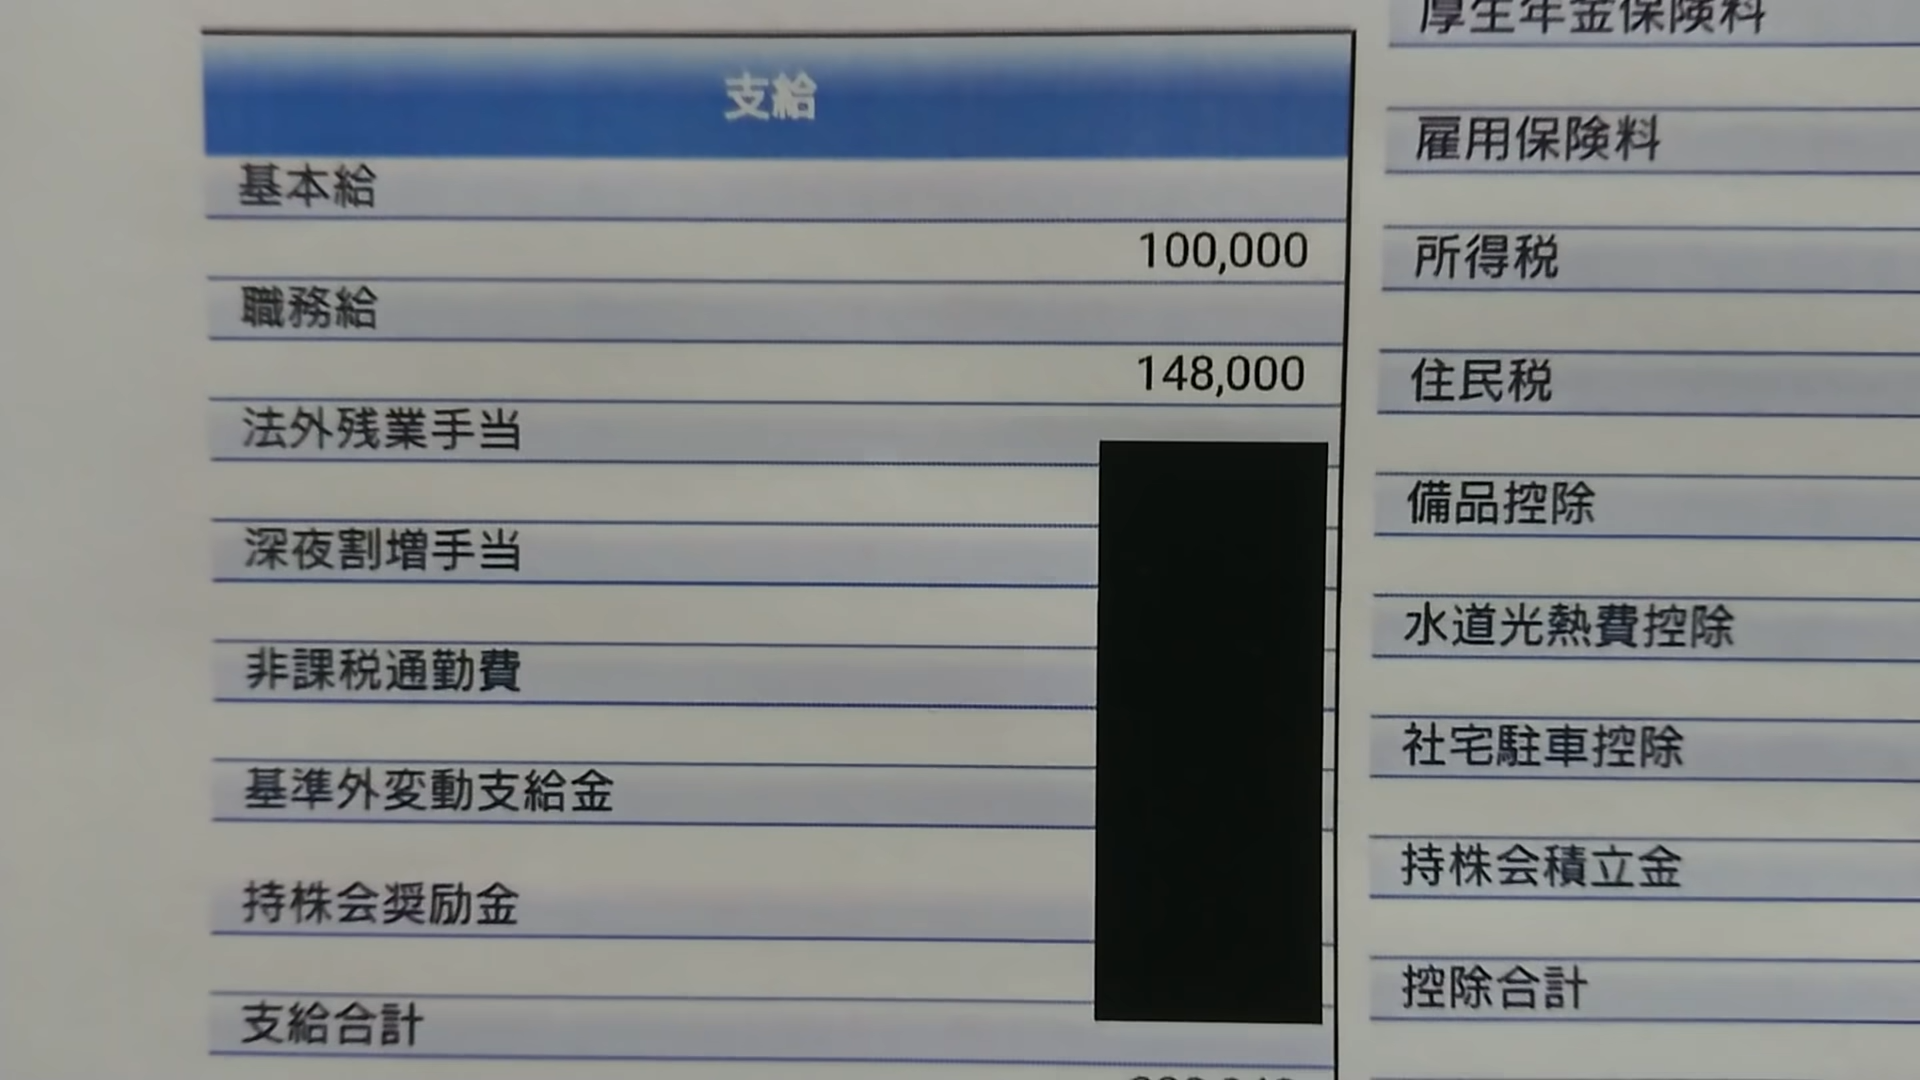 支給
基本給
100,000
職務給
148,000
法外残業手当
深夜割増手当
非課税通勤費
基準外変動支給金
持株会奨励金
支給合計
厚生年金保険料
雇用保険料
所得税
住民税
備品控除
水道光熱費控除
社宅駐車控除
持株会積立金
控除合計